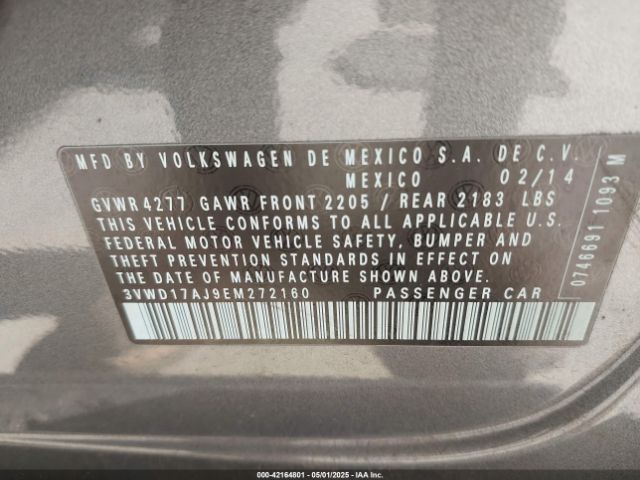 MFD BY VOLKSWAGEN DE MEXICO S.A. DE C.V.
MEXICO 02/14
GVWR 4277 GAWR FRONT 2205 / REAR 2183 LBS
THIS VEHICLE CONFORMS TO ALL APPLICABLE U.S.
FEDERAL MOTOR VEHICLE SAFETY, BUMPER AND
THEFT PREVENTION STANDARDS IN EFFECT ON
THE DATE OF MANUFACTURE SHOWN ABOVE.
3VWD17AJ9EM272160 PASSENGER CAR
0746691 1093 M
000-42164801 - 05/01/2025 - IAA Inc.